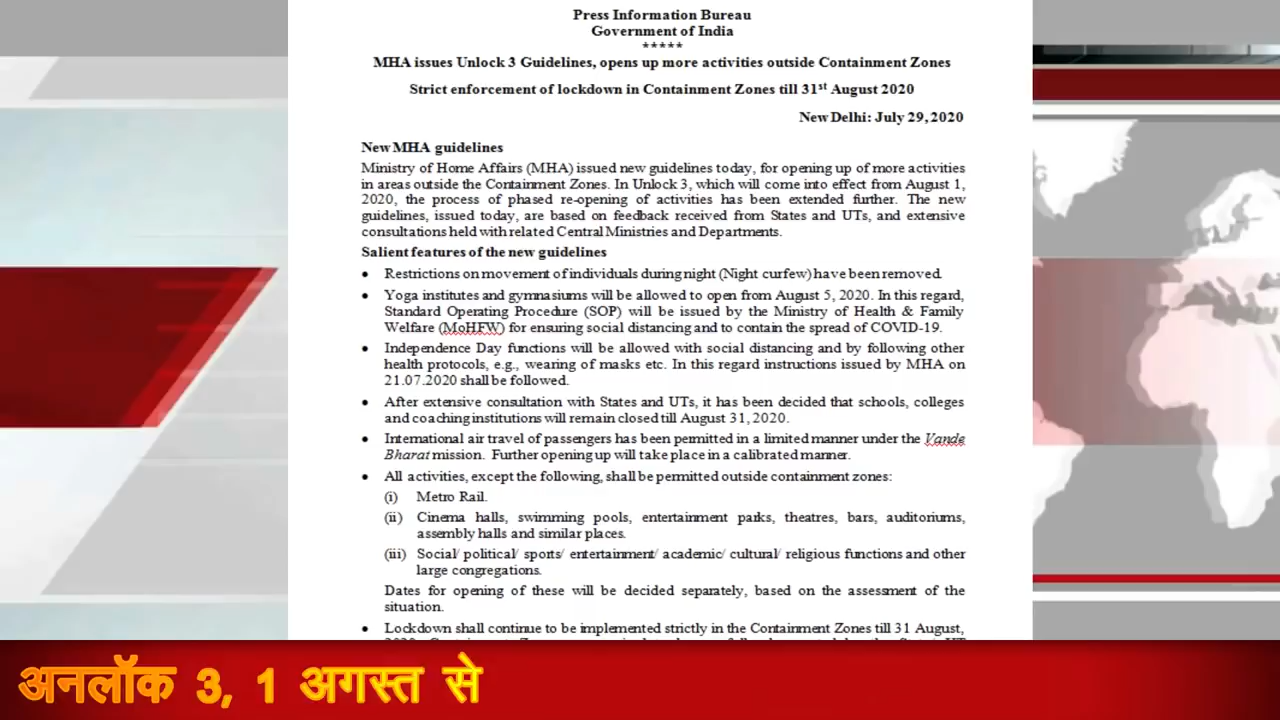 Press Information Bureau
Government of India
*****
MHA issues Unlock 3 Guidelines, opens up more activities outside Containment Zones
Strict enforcement of lockdown in Containment Zones till 31st August 2020
New Delhi: July 29, 2020
New MHA guidelines
Ministry of Home Affairs (MHA) issued new guidelines today, for opening up of more activities
in areas outside the Containment Zones. In Unlock 3, which will come into effect from August 1,
2020, the process of phased re-opening of activities has been extended further. The new
guidelines, issued today, are based on feedback received from States and UTs, and extensive
consultations held with related Central Ministries and Departments.
Salient features of the new guidelines
• Restrictions on movement of individuals during night (Night curfew) have been removed.
• Yoga institutes and gymnasiums will be allowed to open from August 5, 2020. In this regard,
Standard Operating Procedure (SOP) will be issued by the Ministry of Health & Family
Welfare (MoHFW) for ensuring social distancing and to contain the spread of COVID-19.
• Independence Day functions will be allowed with social distancing and by following other
health protocols, e.g., wearing of masks etc. In this regard instructions issued by MHA on
21.07.2020 shall be followed.
• After extensive consultation with States and UTs, it has been decided that schools, colleges
and coaching institutions will remain closed till August 31, 2020.
• International air travel of passengers has been permitted in a limited manner under the Vande
Bharat mission. Further opening up will take place in a calibrated manner.
• All activities, except the following, shall be permitted outside containment zones:
(i) Metro Rail.
(ii) Cinema halls, swimming pools, entertainment parks, theatres, bars, auditoriums,
assembly halls and similar places.
(iii) Social/ political/ sports/ entertainment/ academic/ cultural/ religious functions and other
large congregations.
Dates for opening of these will be decided separately, based on the assessment of the
situation.
• Lockdown shall continue to be implemented strictly in the Containment Zones till 31 August,
अनलॉक 3, 1 अगस्त से